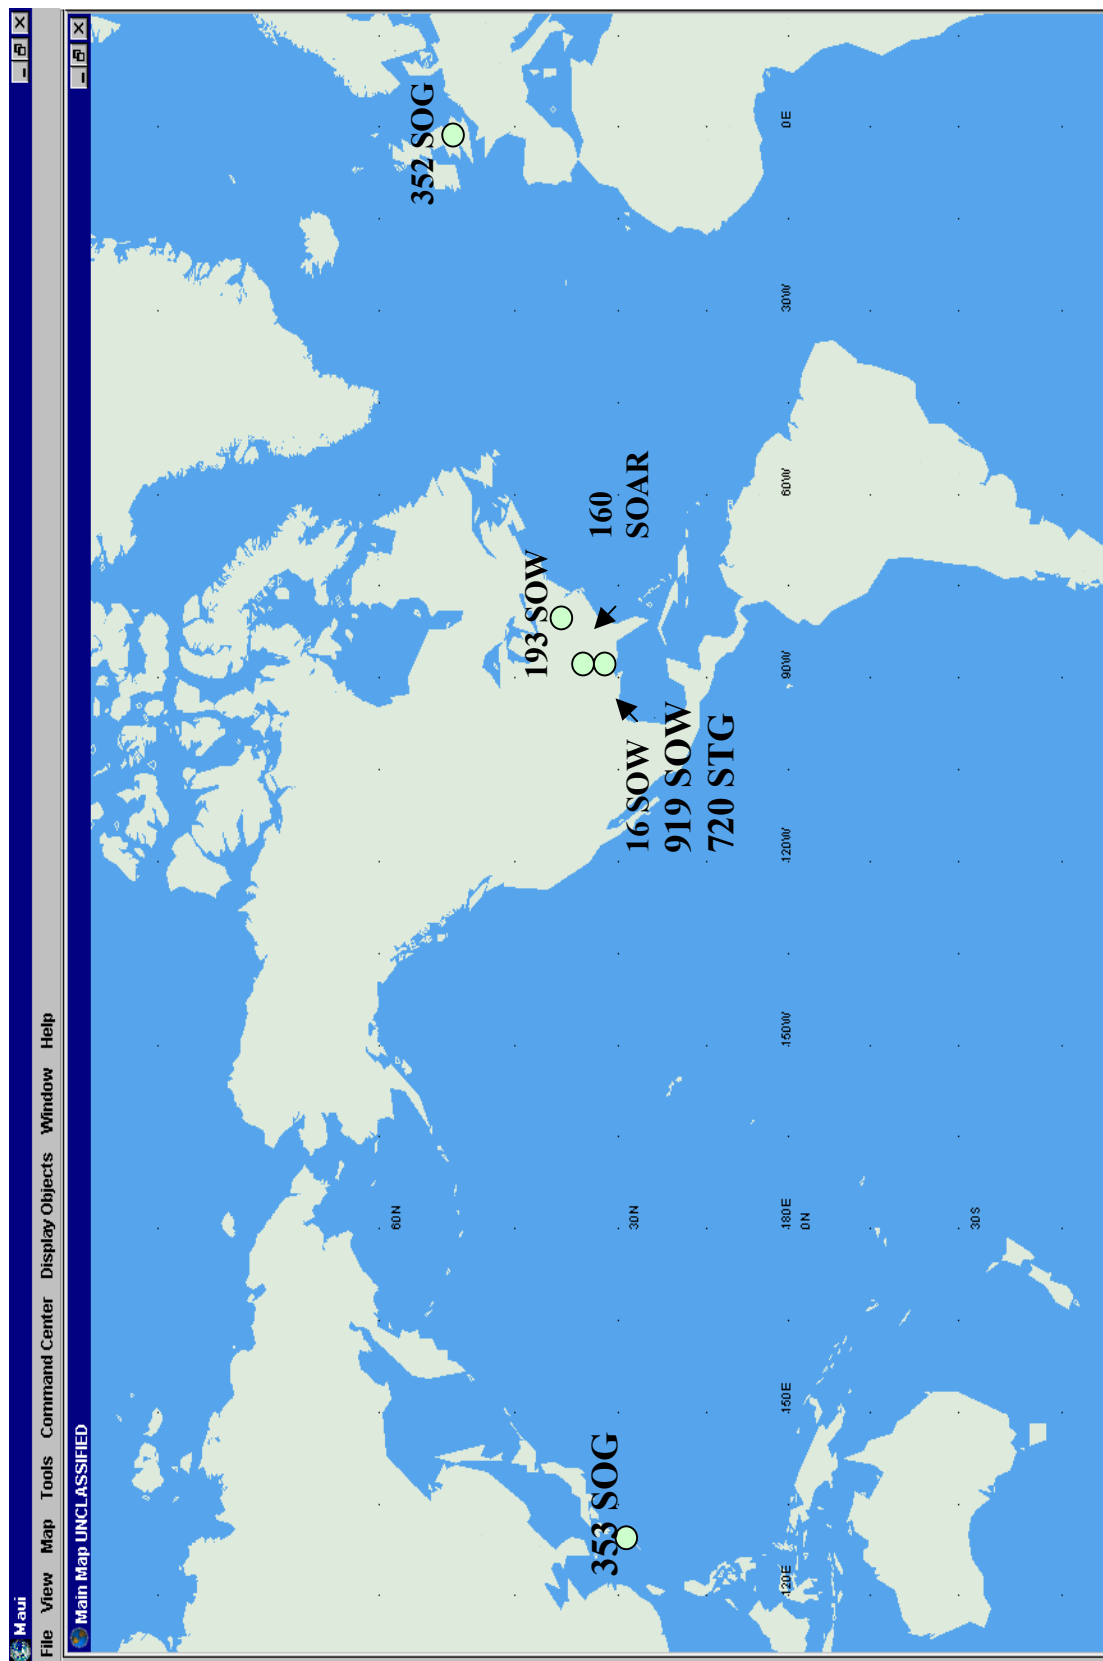 Maui
File View Map Tools Command Center Display Objects Window Help
Main Map UNCLASSIFIED
352 SOG
60N
193 SOW
160
SOAR
353 SOG
30N
16 SOW
919 SOW
720 STG
120E
150E
180E
150W
120W
90W
60W
30W
0E
0N
30S